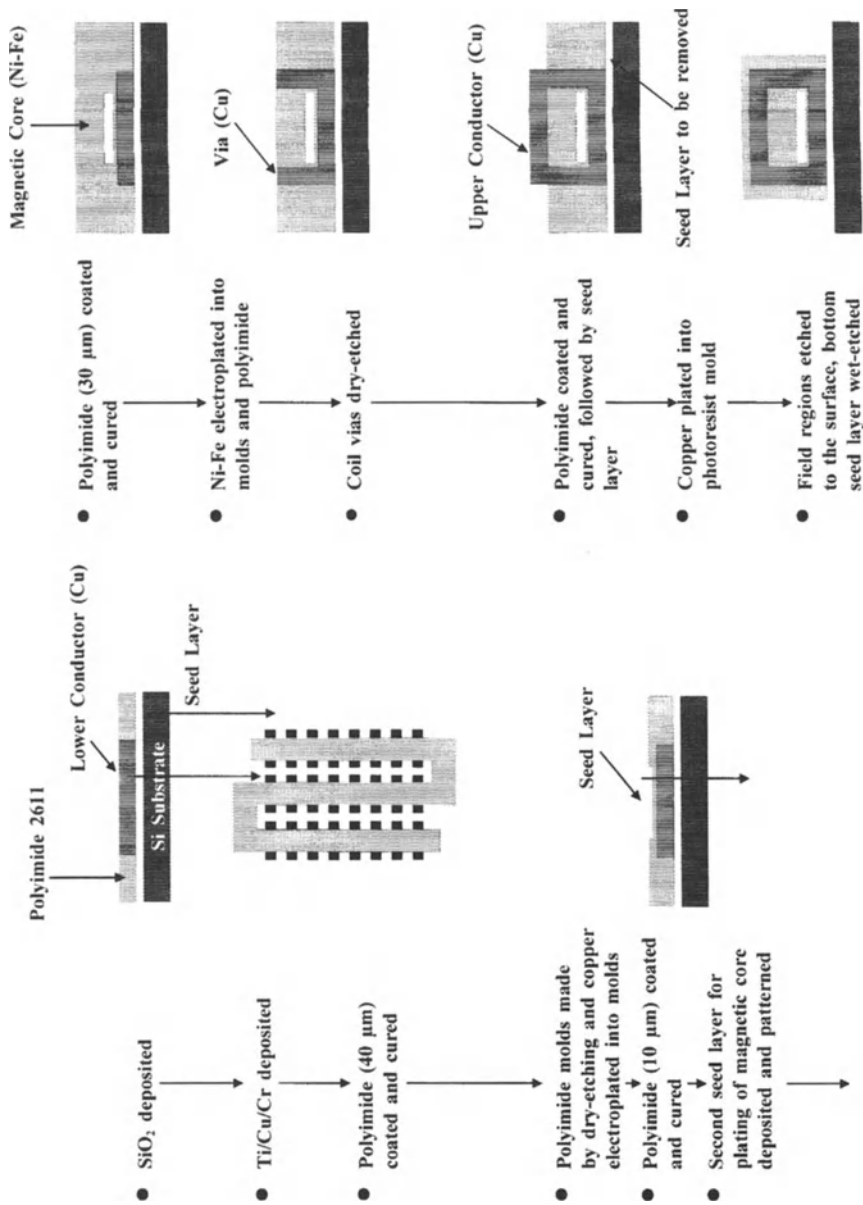 SiO2 deposited
Ti/Cu/Cr deposited
Polyimide (40 μm)
coated and cured
Polyimide molds made
by dry-etching and copper
electroplated into molds
Polyimide (10 μm) coated
and cured
Second seed layer for
plating of magnetic core
deposited and patterned
Polyimide 2611
Lower Conductor (Cu)
Si Substrate
Seed Layer
Seed Layer
Polyimide (30 μm) coated
and cured
Ni-Fe electroplated into
molds and polyimide
Coil vias dry-etched
Polyimide coated and
cured, followed by seed
layer
Copper plated into
photoresist mold
Field regions etched
to the surface, bottom
seed layer wet-etched
Magnetic Core (Ni-Fe)
Via (Cu)
Upper Conductor (Cu)
Seed Layer to be removed